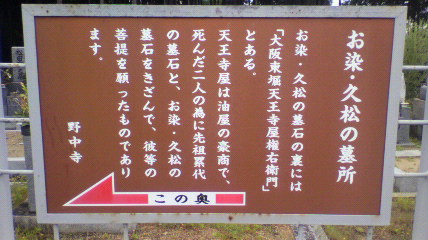 お染・久松の墓所
お染・久松の墓石の裏には
「大阪東堀天王寺屋権右衛門」
とある。
天王寺屋は油屋の豪商で、
死んだ二人の為に先祖累代
の墓石と、お染・久松の
墓石をきざんで、彼等の
菩提を願ったものであり
ます。
野中寺
この奥